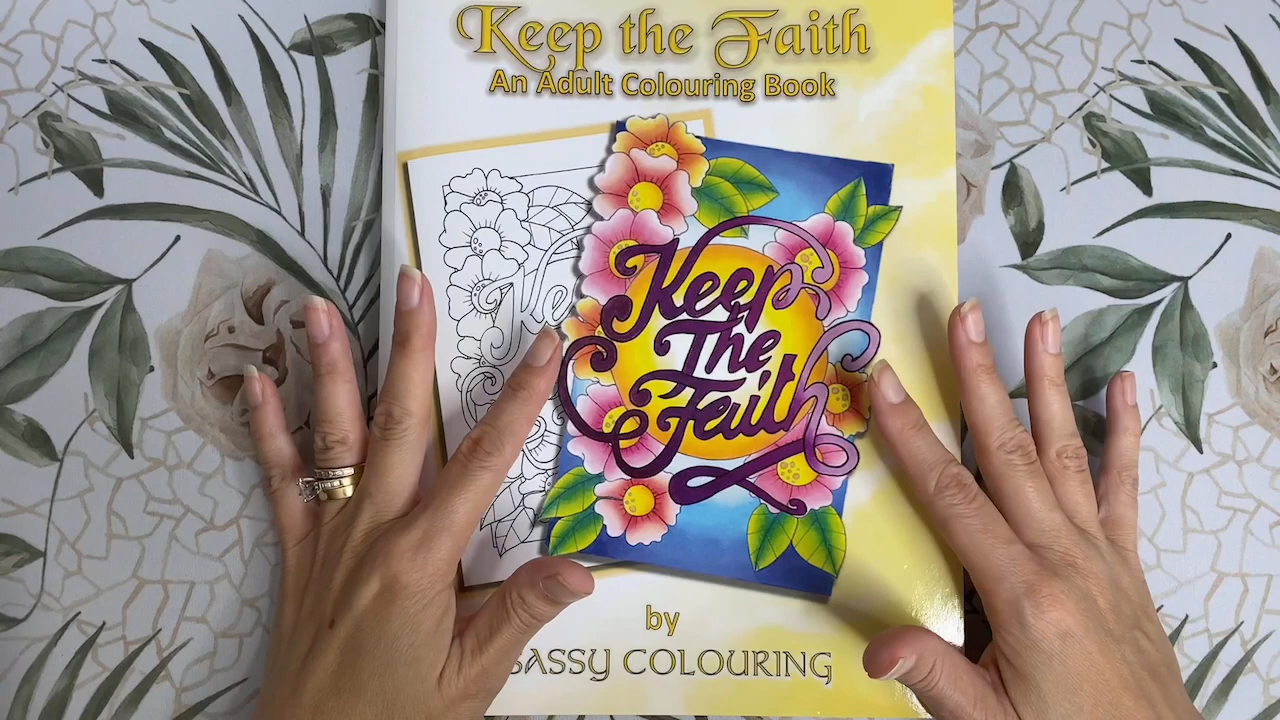 Keep the Faith
An Adult Colouring Book
Keep
The
Faith
by
SASSY COLOURING